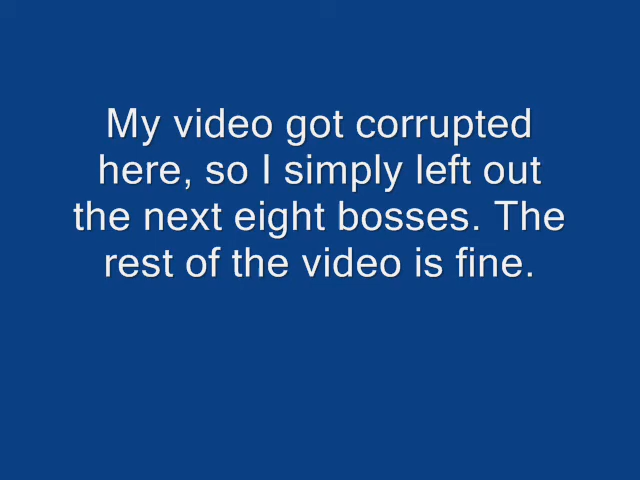 My video got corrupted
here, so I simply left out
the next eight bosses. The
rest of the video is fine.